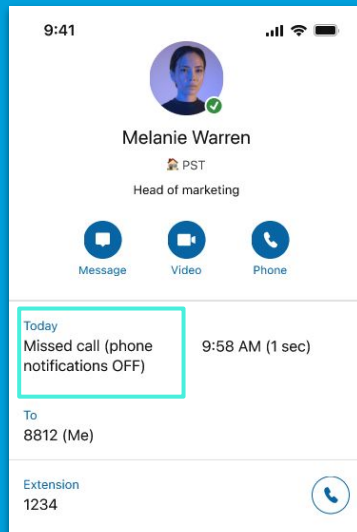 9:41
Melanie Warren
PST
Head of marketing
Message Video Phone
Today
Missed call (phone 9:58 AM (1 sec)
notifications OFF)
To
8812 (Me)
Extension
1234